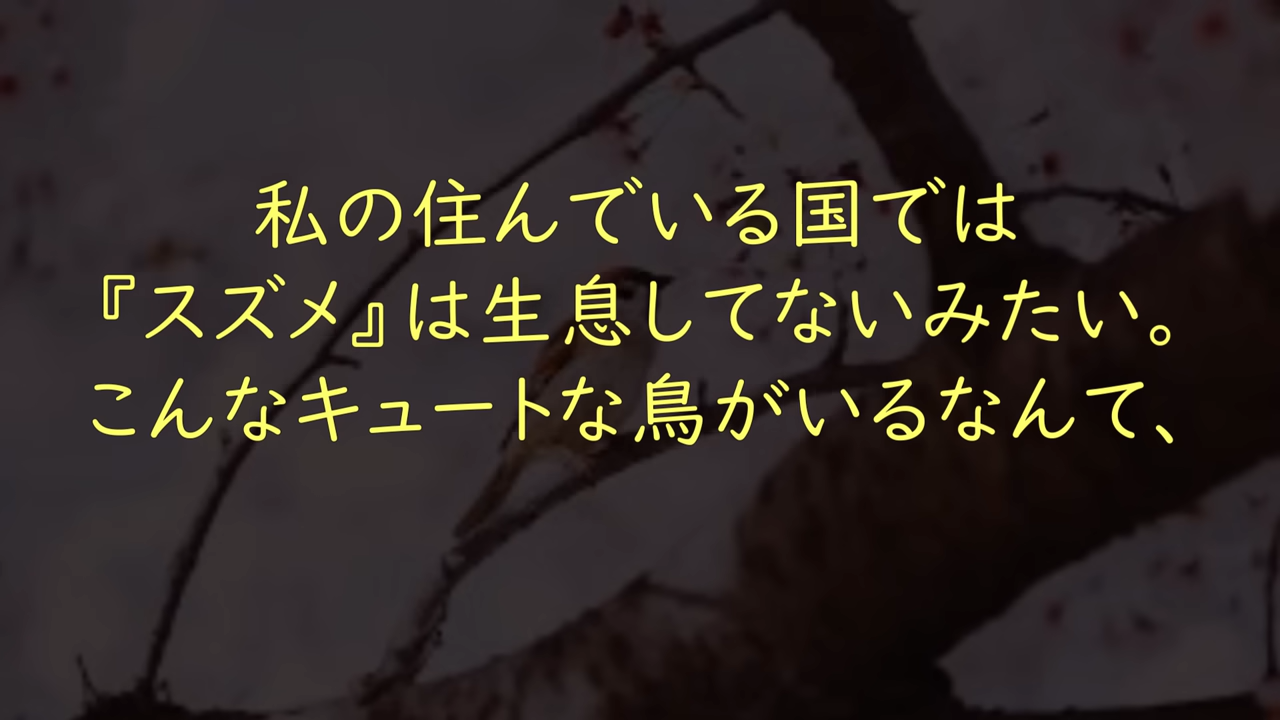 私の住んでいる国では
『スズメ』は生息してないみたい。
こんなキュートな鳥がいるなんて、